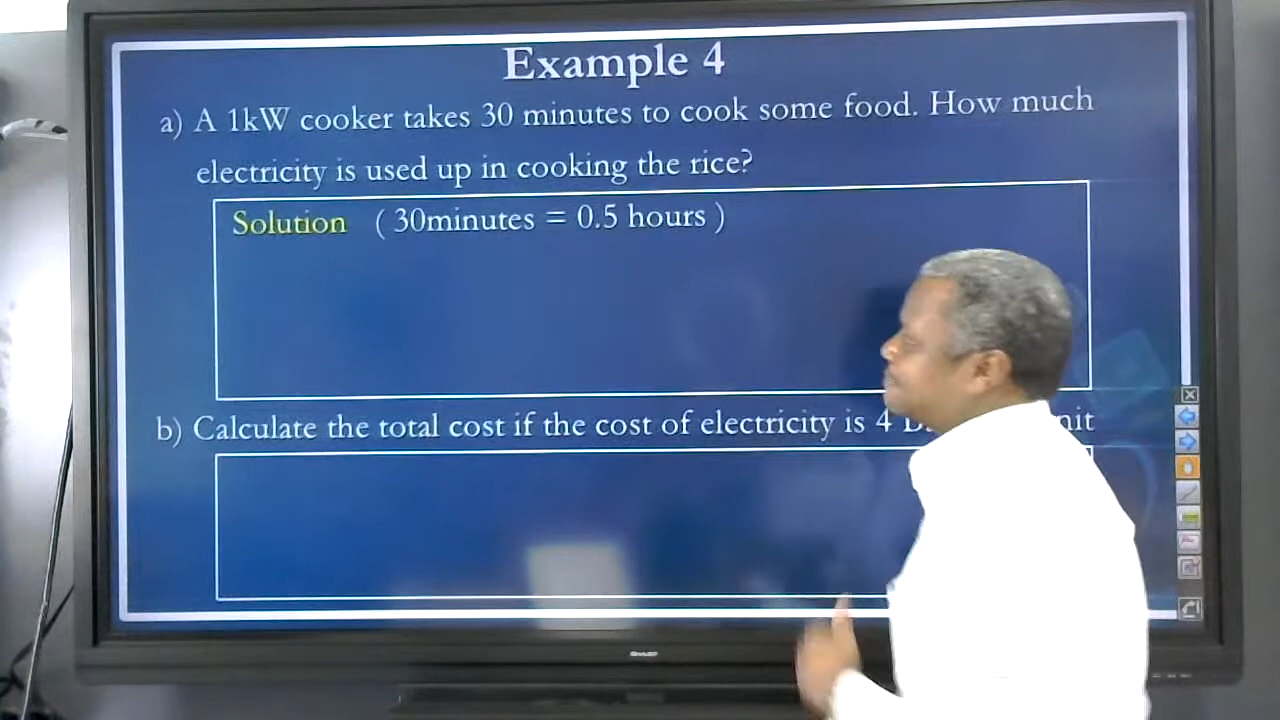 Example 4
a) A 1kW cooker takes 30 minutes to cook some food. How much
electricity is used up in cooking the rice?
Solution ( 30minutes = 0.5 hours )
b) Calculate the total cost if the cost of electricity is 4
SHARP